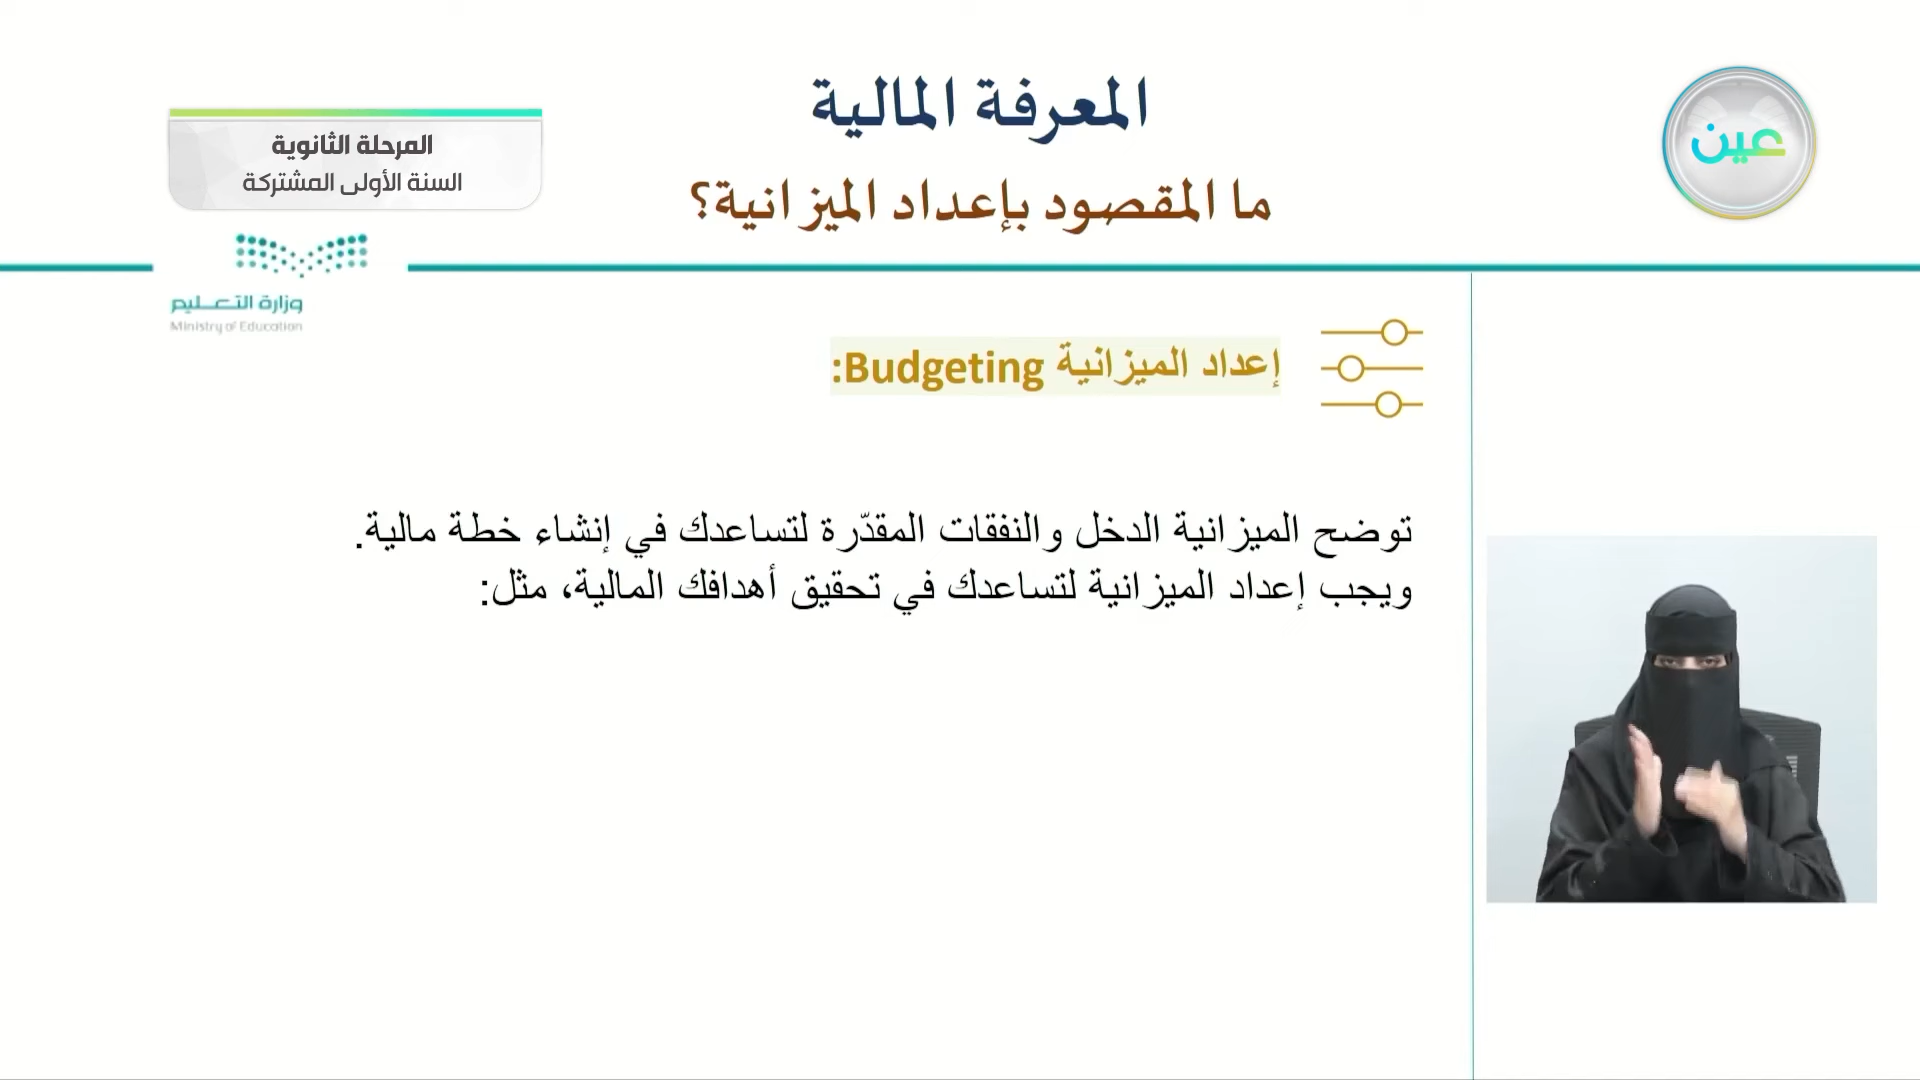 المعرفة المالية
ما المقصود بإعداد الميزانية؟
المرحلة الثانوية
السنة الأولى المشتركة
عين
وزارة التعليم
Ministry of Education
إعداد الميزانية Budgeting:
توضح الميزانية الدخل والنفقات المقدّرة لتساعدك في إنشاء خطة مالية.
ويجب إعداد الميزانية لتساعدك في تحقيق أهدافك المالية، مثل: